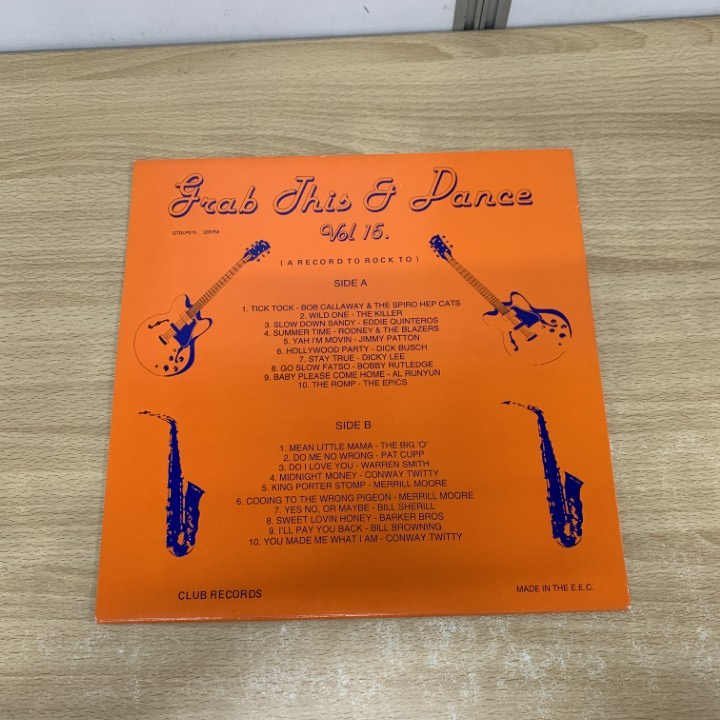 Grab This & Dance
Vol 15.
GTDLP015 33RPM
( A RECORD TO ROCK TO )
SIDE A
1. TICK TOCK - BOB CALLAWAY & THE SPIRO HEP CATS
2. WILD ONE - THE KILLER
3. SLOW DOWN SANDY - EDDIE QUINTEROS
4. SUMMER TIME - RODNEY & THE BLAZERS
5. YAH I'M MOVIN - JIMMY PATTON
6. HOLLYWOOD PARTY - DICK BUSCH
7. STAY TRUE - DICKY LEE
8. GO SLOW FATSO - BOBBY RUTLEDGE
9. BABY PLEASE COME HOME - AL RUNYUN
10. THE ROMP - THE EPICS
SIDE B
1. MEAN LITTLE MAMA - THE BIG 'O'
2. DO ME NO WRONG - PAT CUPP
3. DO I LOVE YOU - WARREN SMITH
4. MIDNIGHT MONEY - CONWAY TWITTY
5. KING PORTER STOMP - MERRILL MOORE
6. COOING TO THE WRONG PIGEON - MERRILL MOORE
7. YES NO, OR MAYBE - BILL SHERILL
8. SWEET LOVIN HONEY - BARKER BROS
9. I'LL PAY YOU BACK - BILL BROWNING
10. YOU MADE ME WHAT I AM - CONWAY TWITTY
CLUB RECORDS
MADE IN THE E.E.C.